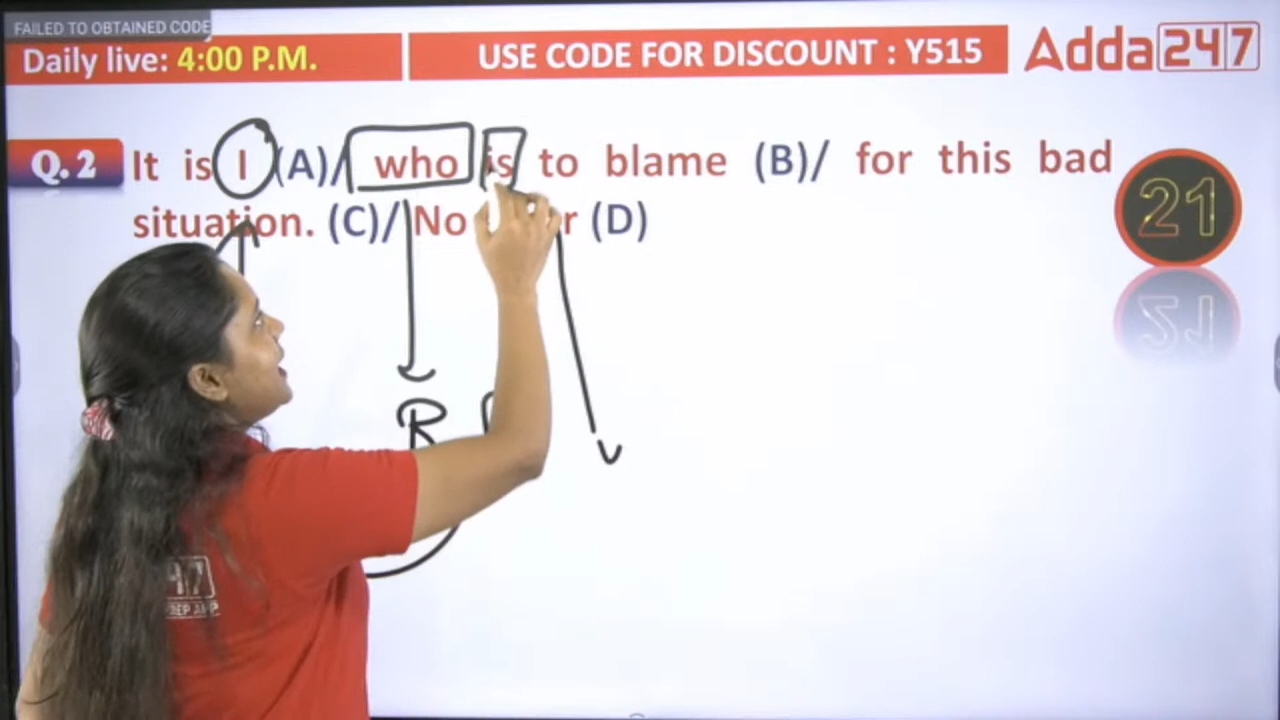 FAILED TO OBTAINED CODE
Daily live: 4:00 P.M.
USE CODE FOR DISCOUNT : Y515
Adda247
Q. 2 It is I (A)/ who is to blame (B)/ for this bad
situation. (C)/ No r (D)
21
R